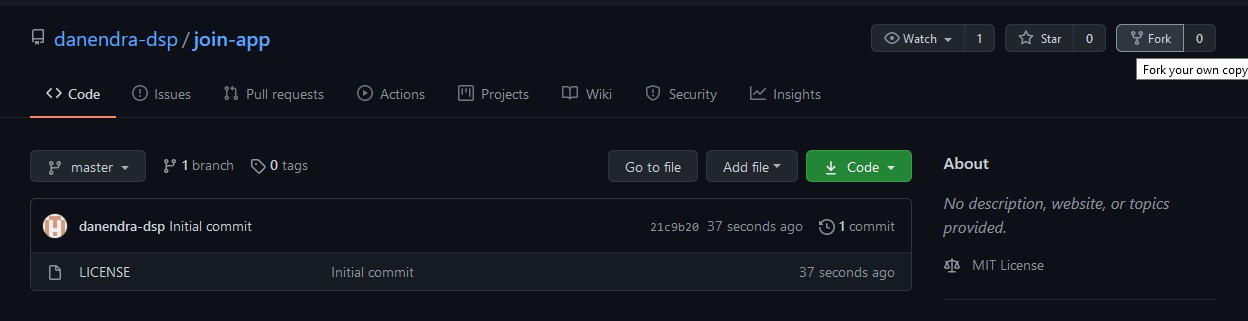 danendra-dsp / join-app
Watch 1 Star 0 Fork 0
Fork your own copy
Code Issues Pull requests Actions Projects Wiki Security Insights
master 1 branch 0 tags Go to file Add file Code
About
No description, website, or topics
provided.
MIT License
danendra-dsp Initial commit 21c9b20 37 seconds ago 1 commit
LICENSE Initial commit 37 seconds ago